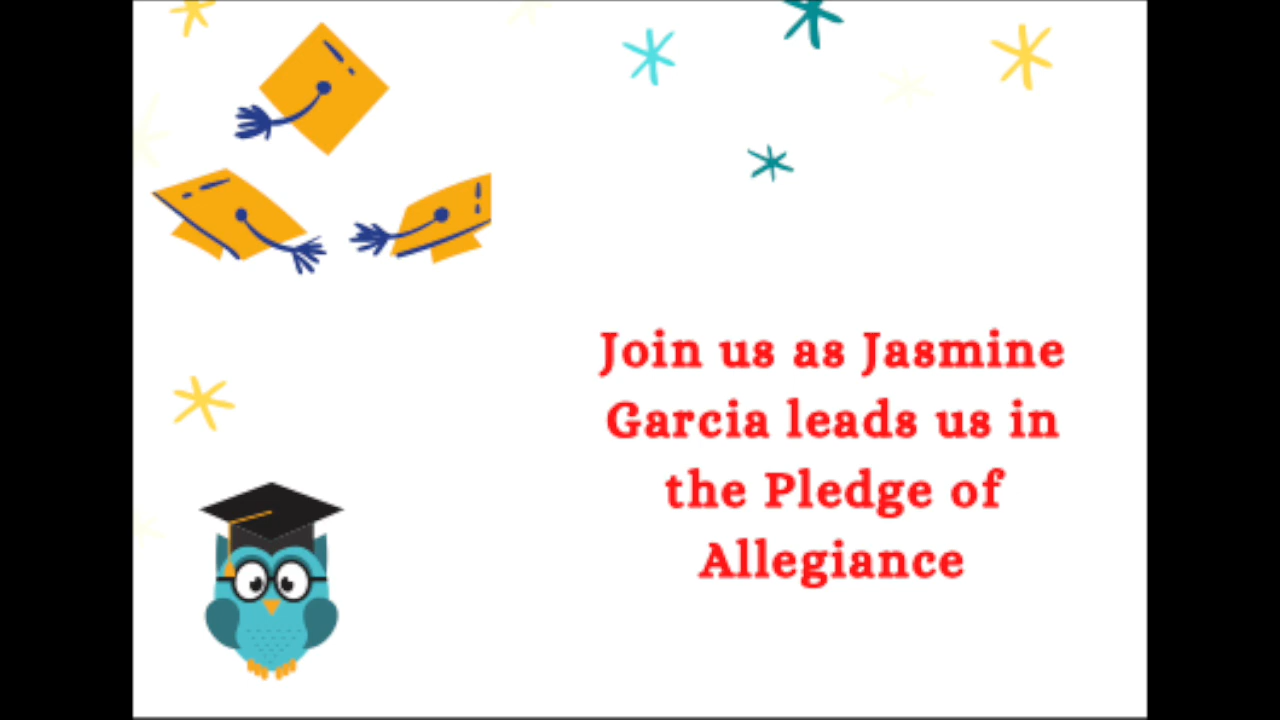 Join us as Jasmine
Garcia leads us in
the Pledge of
Allegiance